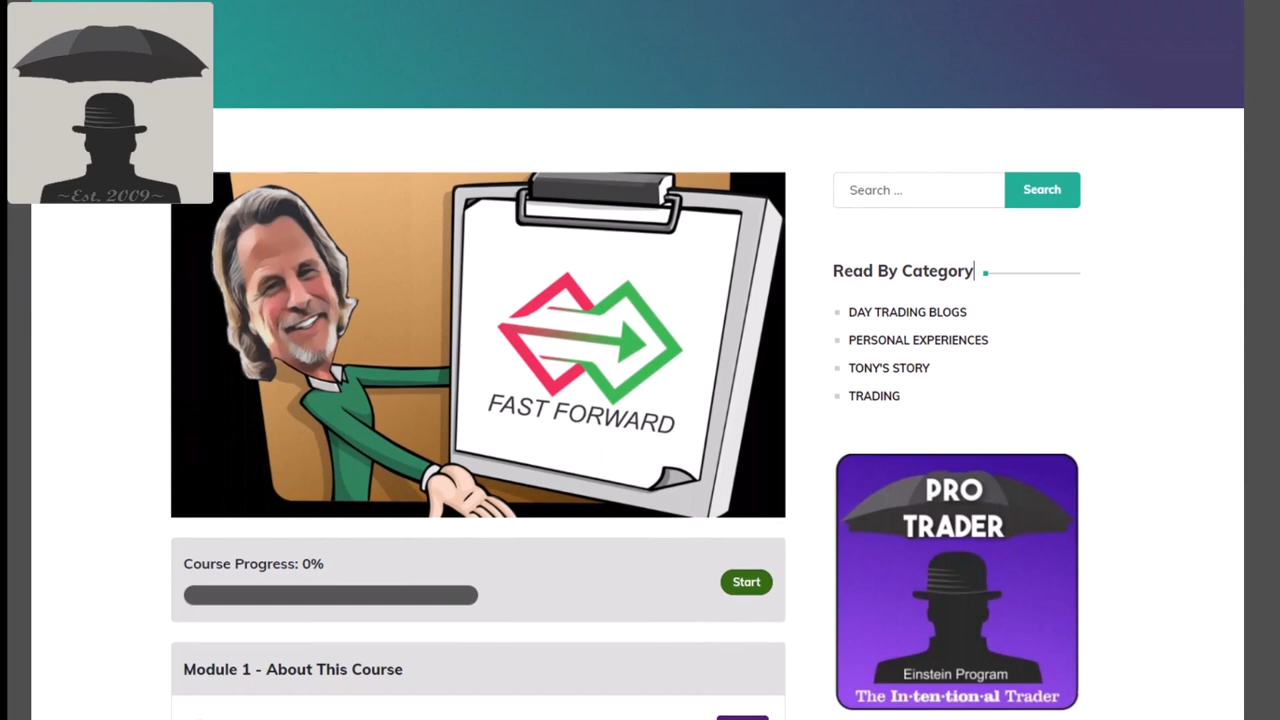 ~Est. 2009~
FAST FORWARD
Search ...
Search
Read By Category
DAY TRADING BLOGS
PERSONAL EXPERIENCES
TONY'S STORY
TRADING
PRO
TRADER
Einstein Program
The In·ten·tion·al Trader
Course Progress: 0%
Start
Module 1 - About This Course